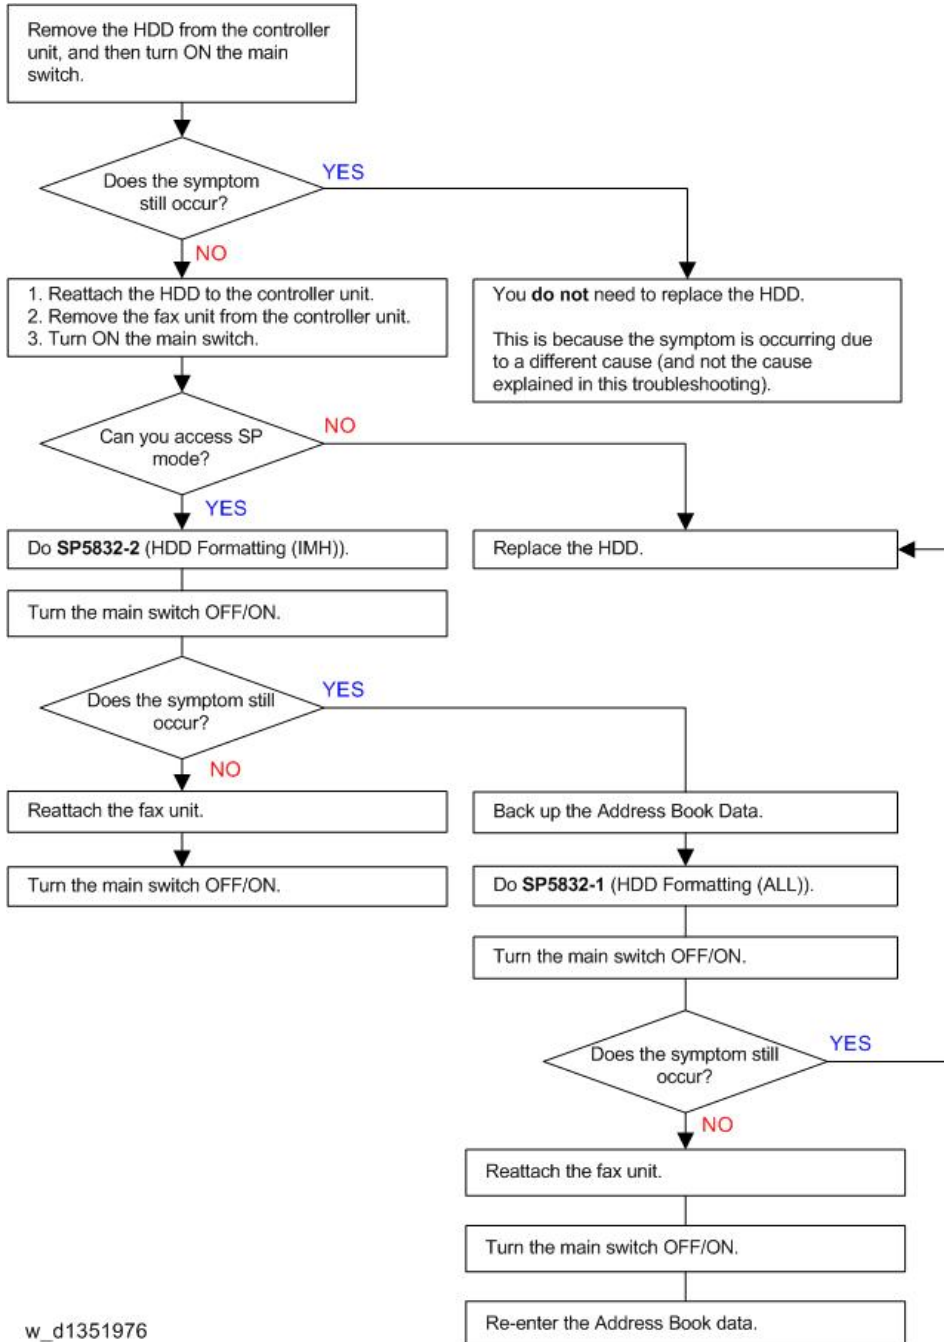 Remove the HDD from the controller
unit, and then turn ON the main
switch.
Does the symptom
still occur?
YES
NO
1. Reattach the HDD to the controller unit.
2. Remove the fax unit from the controller unit.
3. Turn ON the main switch.
You do not need to replace the HDD.
This is because the symptom is occurring due
to a different cause (and not the cause
explained in this troubleshooting).
Can you access SP
mode?
NO
YES
Do SP5832-2 (HDD Formatting (IMH)).
Replace the HDD.
Turn the main switch OFF/ON.
Does the symptom still
occur?
YES
NO
Reattach the fax unit.
Back up the Address Book Data.
Turn the main switch OFF/ON.
Do SP5832-1 (HDD Formatting (ALL)).
Turn the main switch OFF/ON.
Does the symptom still
occur?
YES
NO
Reattach the fax unit.
Turn the main switch OFF/ON.
Re-enter the Address Book data.
w_d1351976